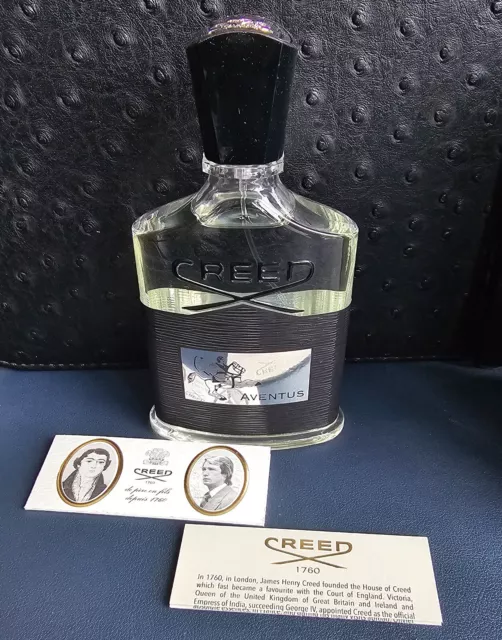 CREED
AVENTUS
CREED
1760
de père en fils
depuis 1760
CREED
1760
In 1760, in London, James Henry Creed founded the House of Creed
which fast became a favourite with the Court of England. Victoria,
Queen of the United Kingdom of Great Britain and Ireland and
Empress of India, succeeding George IV, appointed Creed as the official